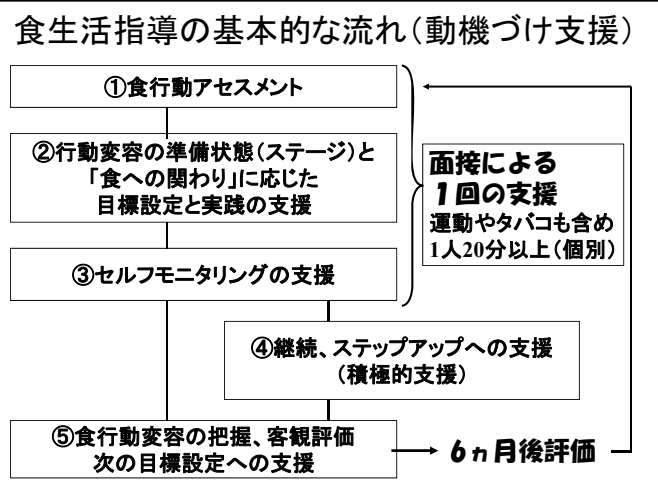 食生活指導の基本的な流れ（動機づけ支援）
①食行動アセスメント
②行動変容の準備状態（ステージ）と
「食への関わり」に応じた
目標設定と実践の支援
面接による
１回の支援
運動やタバコも含め
1人20分以上（個別）
③セルフモニタリングの支援
④継続、ステップアップへの支援
（積極的支援）
⑤食行動変容の把握、客観評価
次の目標設定への支援
６ヵ月後評価